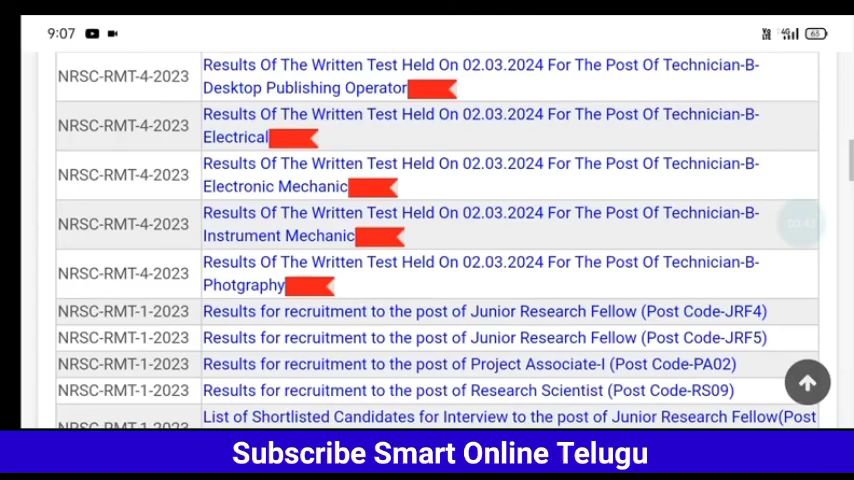 9:07
65
NRSC-RMT-4-2023
Results Of The Written Test Held On 02.03.2024 For The Post Of Technician-B-
Desktop Publishing Operator
NRSC-RMT-4-2023
Results Of The Written Test Held On 02.03.2024 For The Post Of Technician-B-
Electrical
NRSC-RMT-4-2023
Results Of The Written Test Held On 02.03.2024 For The Post Of Technician-B-
Electronic Mechanic
NRSC-RMT-4-2023
Results Of The Written Test Held On 02.03.2024 For The Post Of Technician-B-
Instrument Mechanic
00:43
NRSC-RMT-4-2023
Results Of The Written Test Held On 02.03.2024 For The Post Of Technician-B-
Photgraphy
NRSC-RMT-1-2023 Results for recruitment to the post of Junior Research Fellow (Post Code-JRF4)
NRSC-RMT-1-2023 Results for recruitment to the post of Junior Research Fellow (Post Code-JRF5)
NRSC-RMT-1-2023 Results for recruitment to the post of Project Associate-I (Post Code-PA02)
NRSC-RMT-1-2023 Results for recruitment to the post of Research Scientist (Post Code-RS09)
NRSC-RMT-1-2023 List of Shortlisted Candidates for Interview to the post of Junior Research Fellow(Post
Subscribe Smart Online Telugu